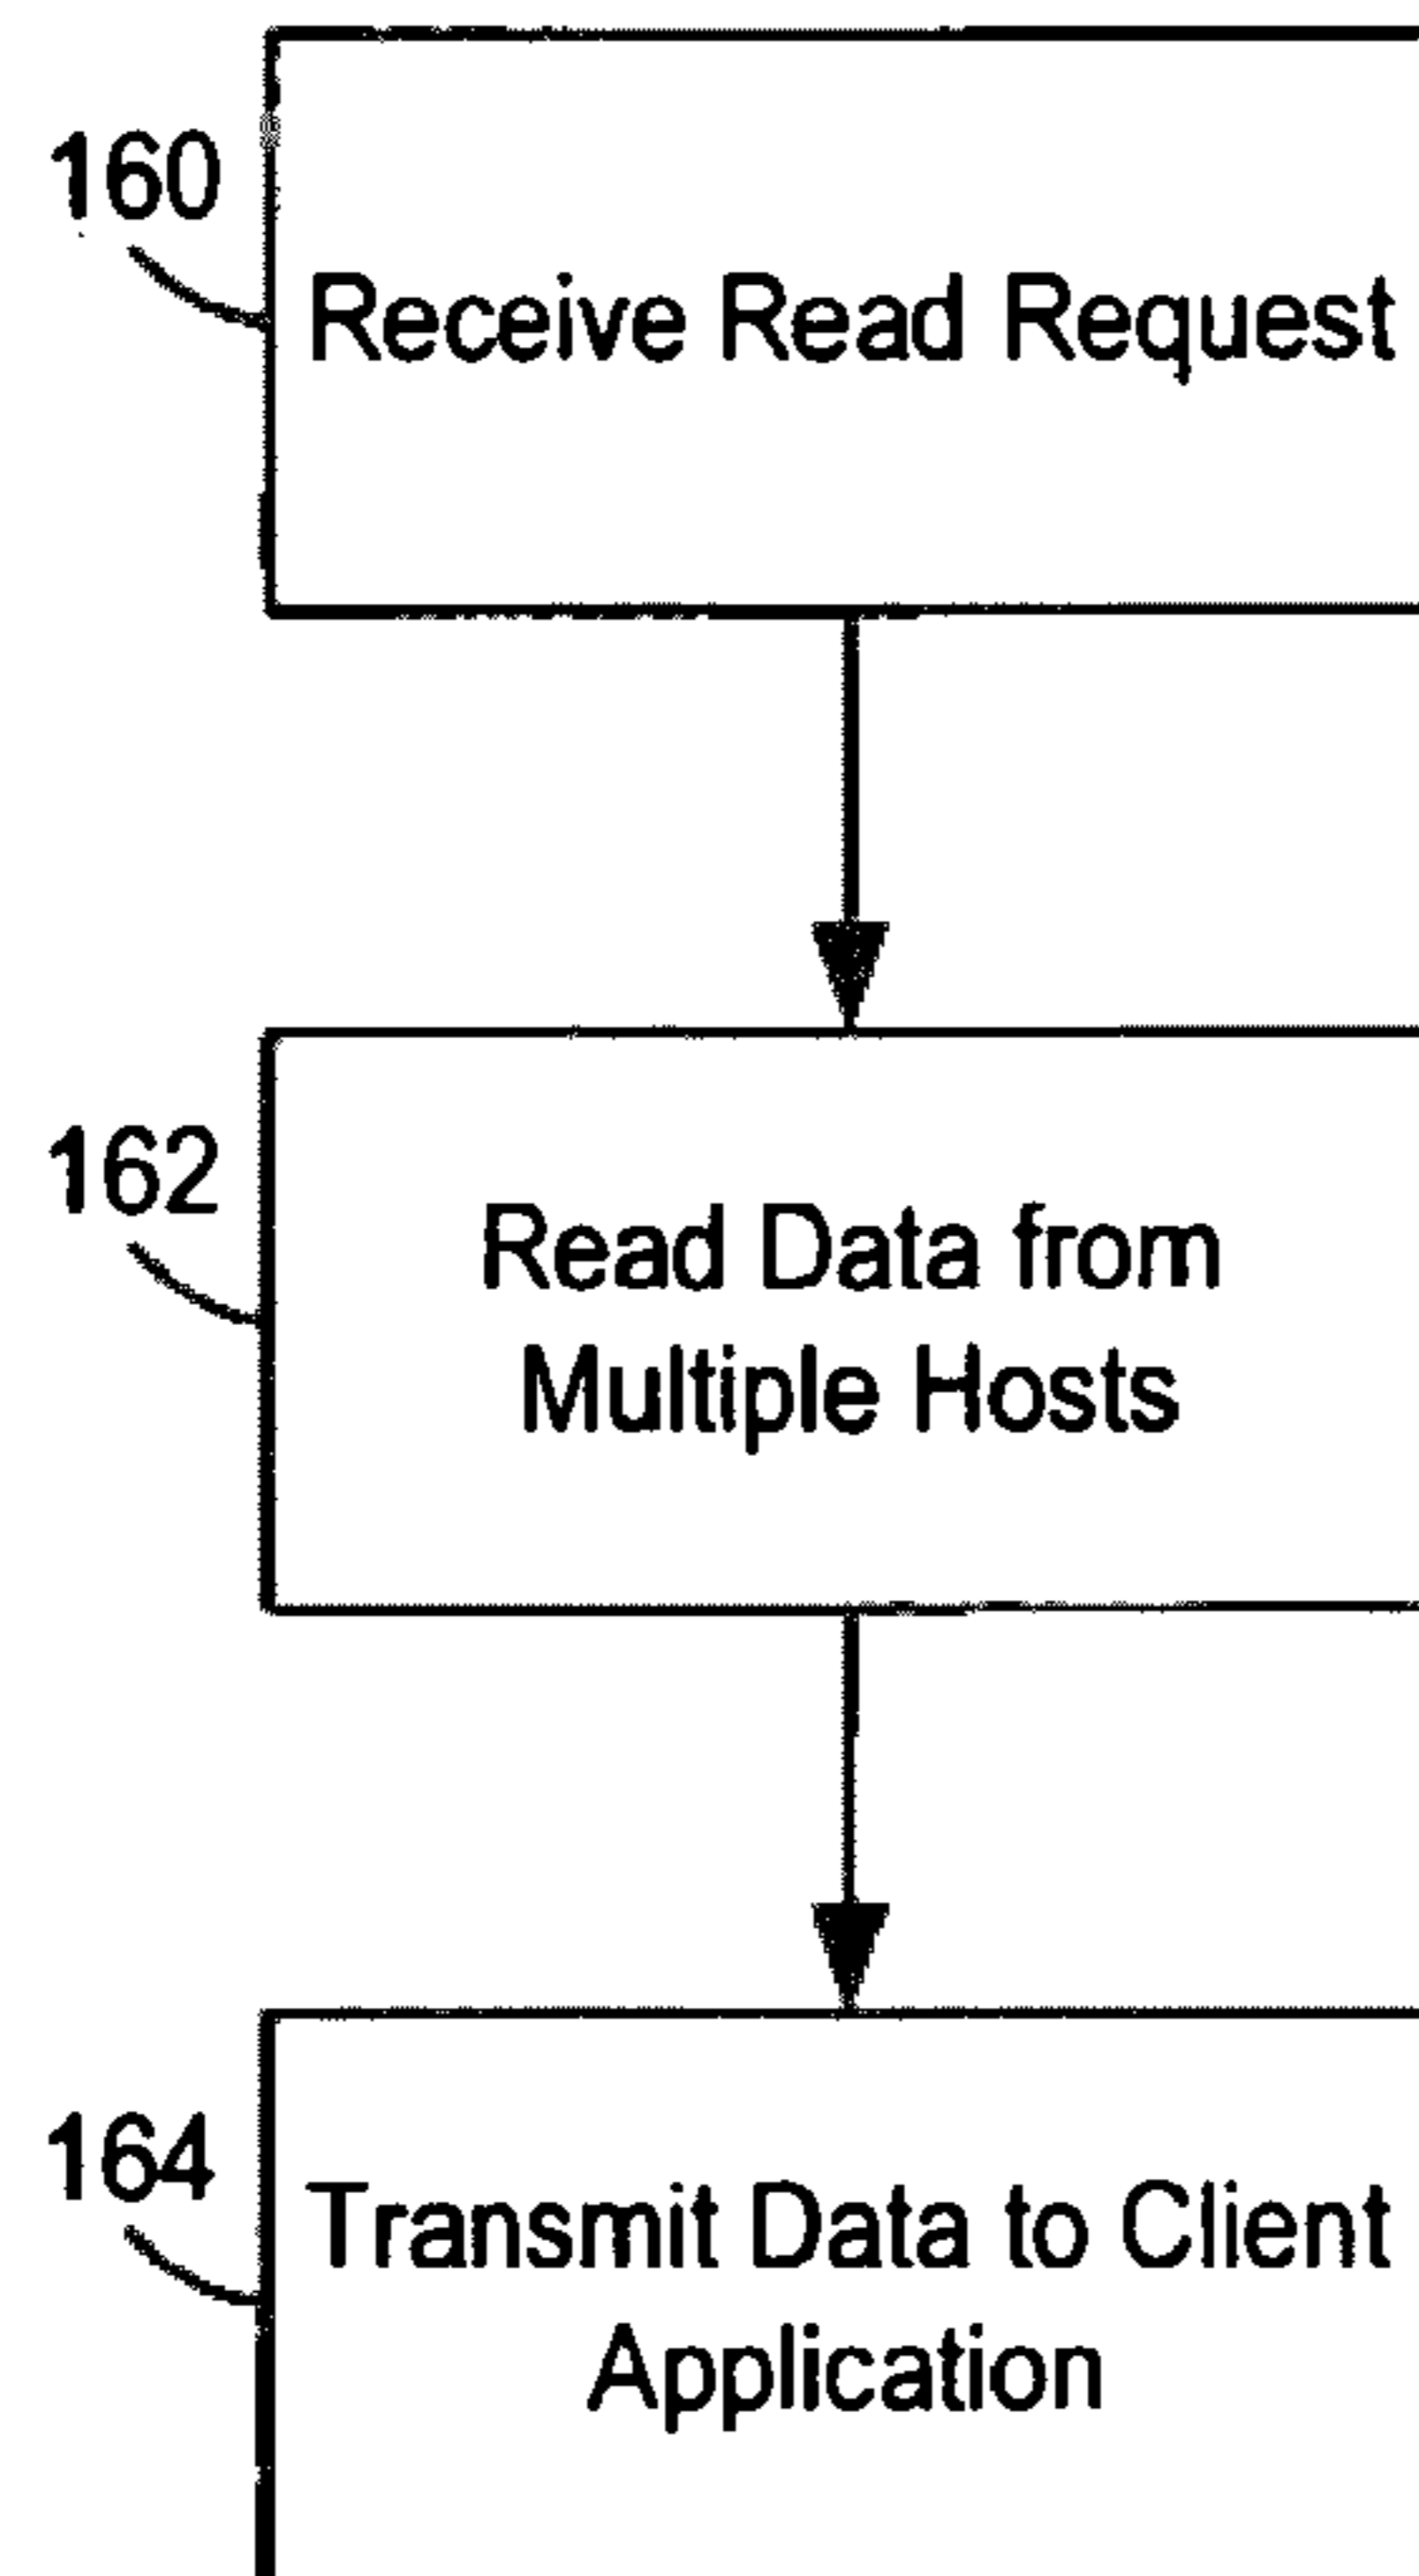 160
Receive Read Request
162
Read Data from
Multiple Hosts
164
Transmit Data to Client
Application